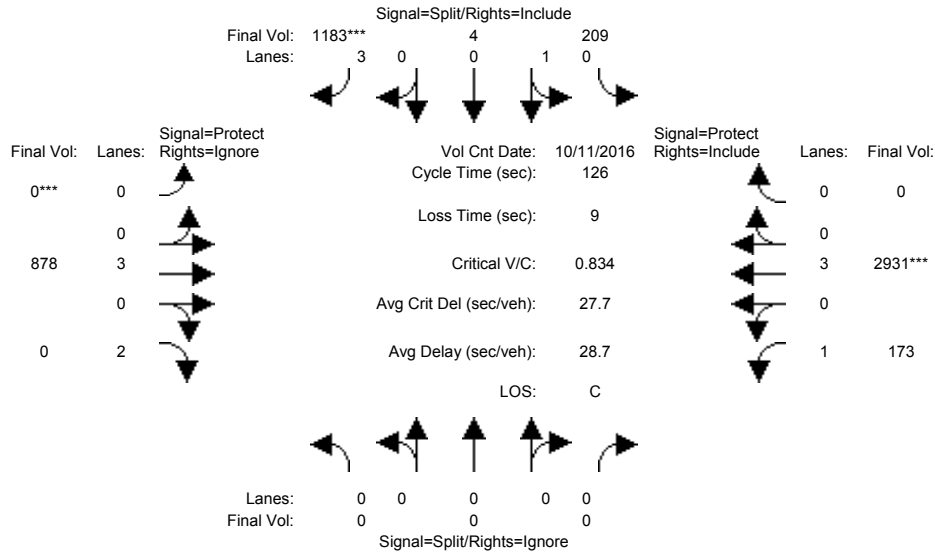 Signal=Split/Rights=Include
Final Vol: 1183*** 4 209
Lanes: 3 0 0 1 0
Signal=Protect Signal=Protect
Final Vol: Lanes: Rights=Ignore Vol Cnt Date: 10/11/2016 Rights=Include Lanes: Final Vol:
Cycle Time (sec): 126
0*** 0 0 0
Loss Time (sec): 9
0 0
878 3 Critical V/C: 0.834 3 2931***
0 Avg Crit Del (sec/veh): 27.7 0
0 2 Avg Delay (sec/veh): 28.7 1 173
LOS: C
Lanes: 0 0 0 0 0
Final Vol: 0 0 0
Signal=Split/Rights=Ignore